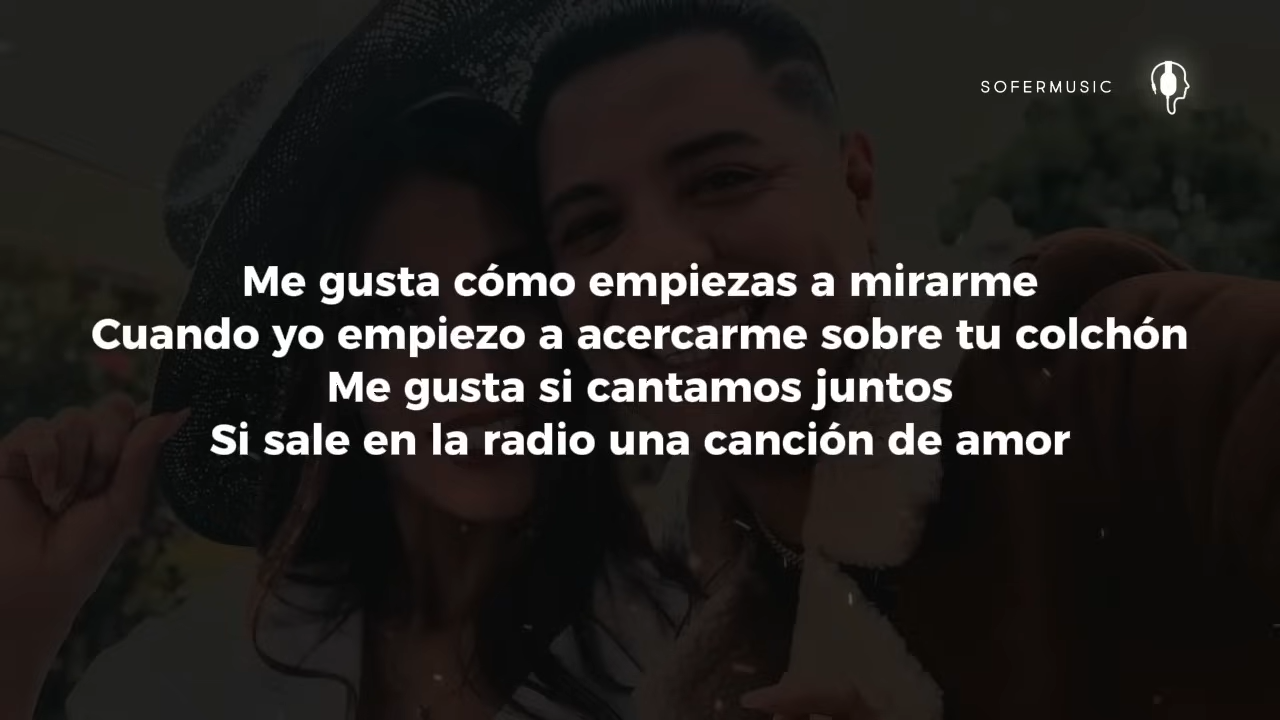 SOFERMUSIC
Me gusta cómo empiezas a mirarme
Cuando yo empiezo a acercarme sobre tu colchón
Me gusta si cantamos juntos
Si sale en la radio una canción de amor